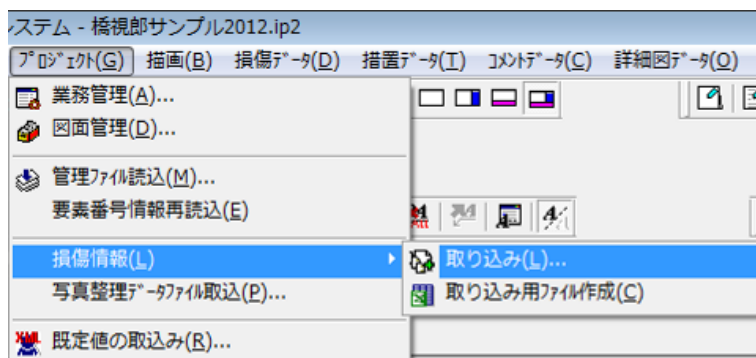 ステム - 橋視郎サンプル2012.ip2
ﾌﾟﾛｼﾞｪｸﾄ(G) 描画(B) 損傷ﾃﾞｰﾀ(D) 措置ﾃﾞｰﾀ(T) ｺﾒﾝﾄﾃﾞｰﾀ(C) 詳細図ﾃﾞｰﾀ(O)
業務管理(A)...
図面管理(D)...
管理ﾌｧｲﾙ読込(M)...
要素番号情報再読込(E)
損傷情報(L)
取り込み(L)...
写真整理ﾃﾞｰﾀﾌｧｲﾙ取込(P)...
取り込み用ﾌｧｲﾙ作成(C)
既定値の取込み(R)...